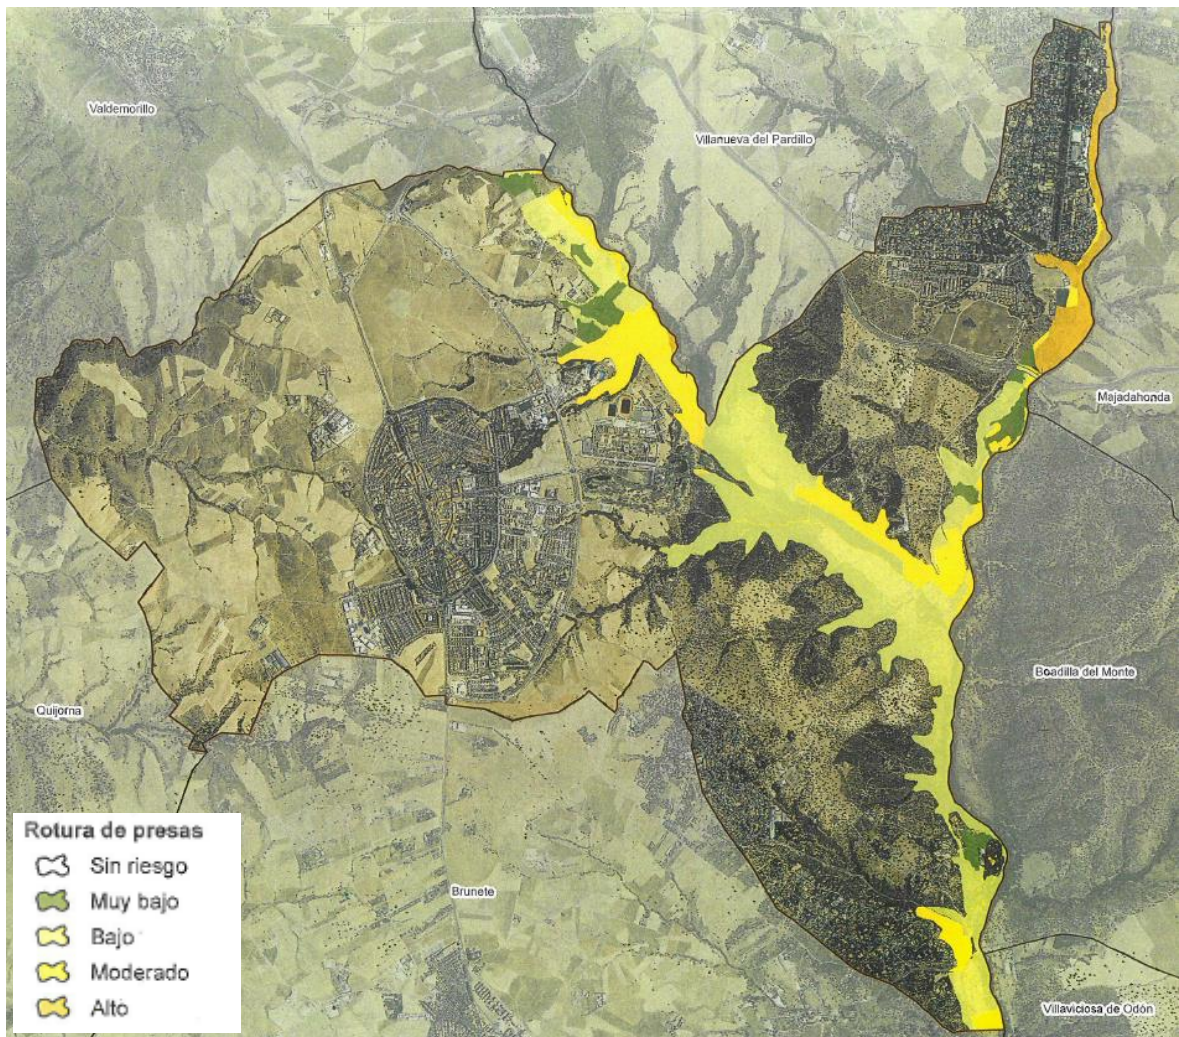 Valdemorillo
Villanueva del Pardillo
Majadahonda
Boadilla del Monte
Quijorna
Rotura de presas
Sin riesgo
Muy bajo
Bajo
Moderado
Alto
Brunete
Villaviciosa de Odón